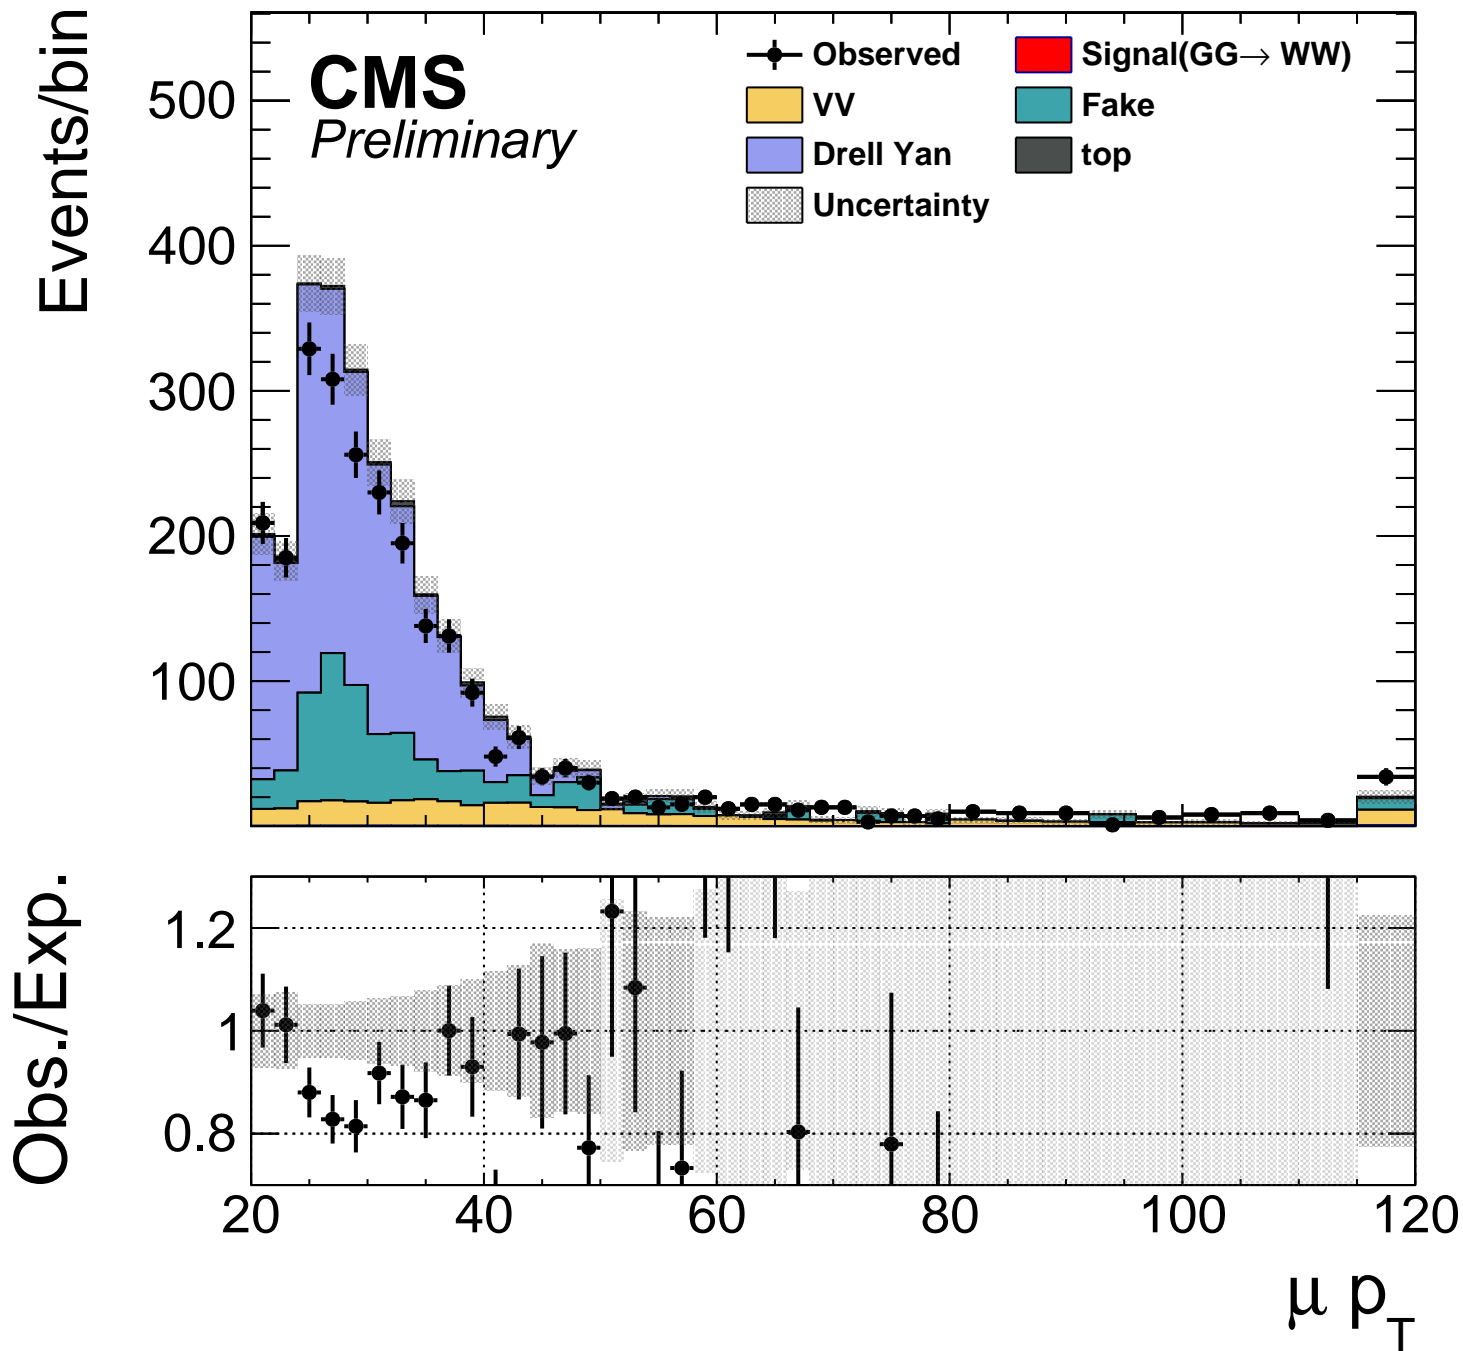 Events/bin
500
400
300
200
100
CMS
Preliminary
Observed
Signal(GG→ WW)
VV
Fake
Drell Yan
top
Uncertainty
Obs./Exp.
1.2
1
0.8
20 40 60 80 100 120
μ p_T